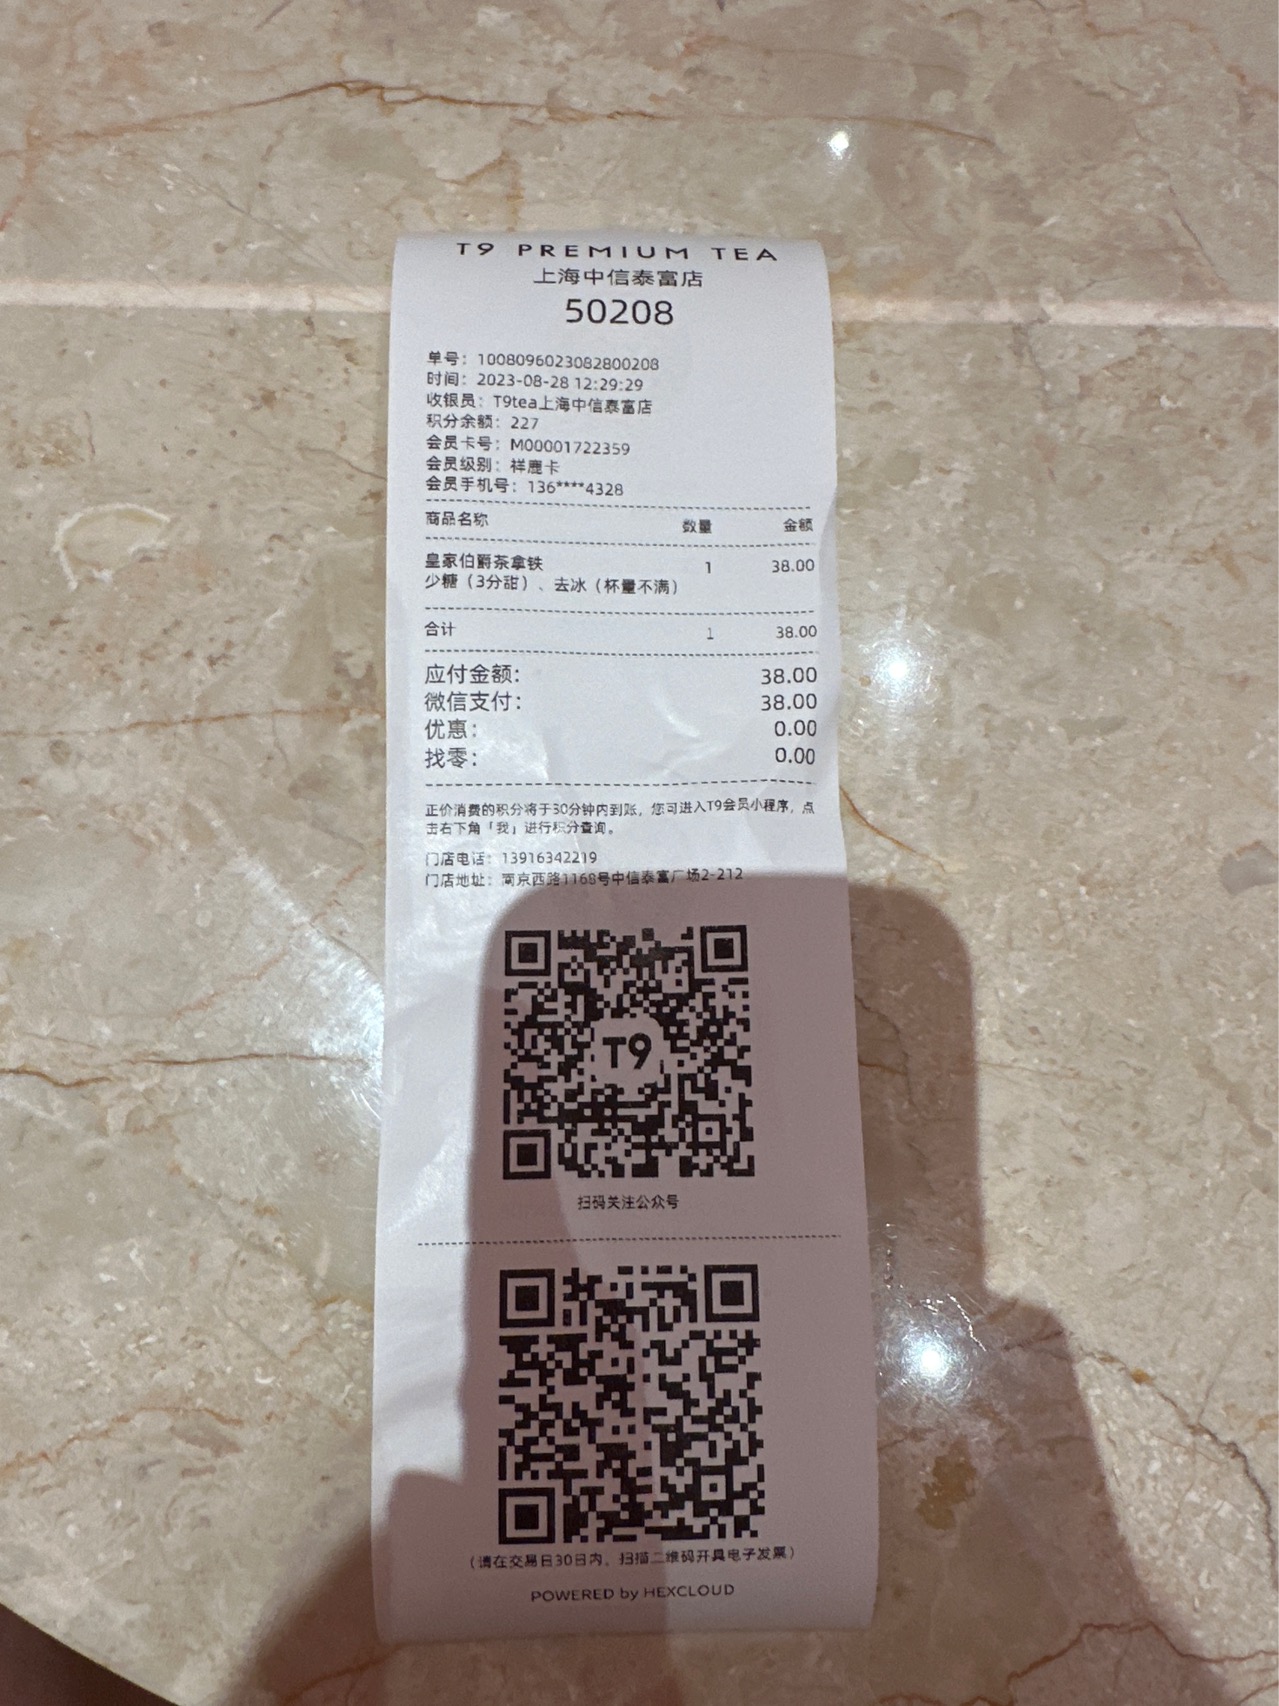 T9 PREMIUM TEA
上海中信泰富店
50208
单号：1008096023082800208
时间：2023-08-28 12:29:29
收银员：T9tea上海中信泰富店
积分余额：227
会员卡号：M00001722359
会员级别：祥鹿卡
会员手机号：136****4328
商品名称 数量 金额
皇家伯爵茶拿铁 1 38.00
少糖（3分甜）、去冰（杯量不满）
合计 1 38.00
应付金额： 38.00
微信支付： 38.00
优惠： 0.00
找零： 0.00
正价消费的积分将于30分钟内到账，您可进入T9会员小程序，点
击右下角「我」进行积分查询。
门店电话：13916342219
门店地址：南京西路1168号中信泰富广场2-212
T9
扫码关注公众号
（请在交易日30日内，扫描二维码开具电子发票）
POWERED by HEXCLOUD